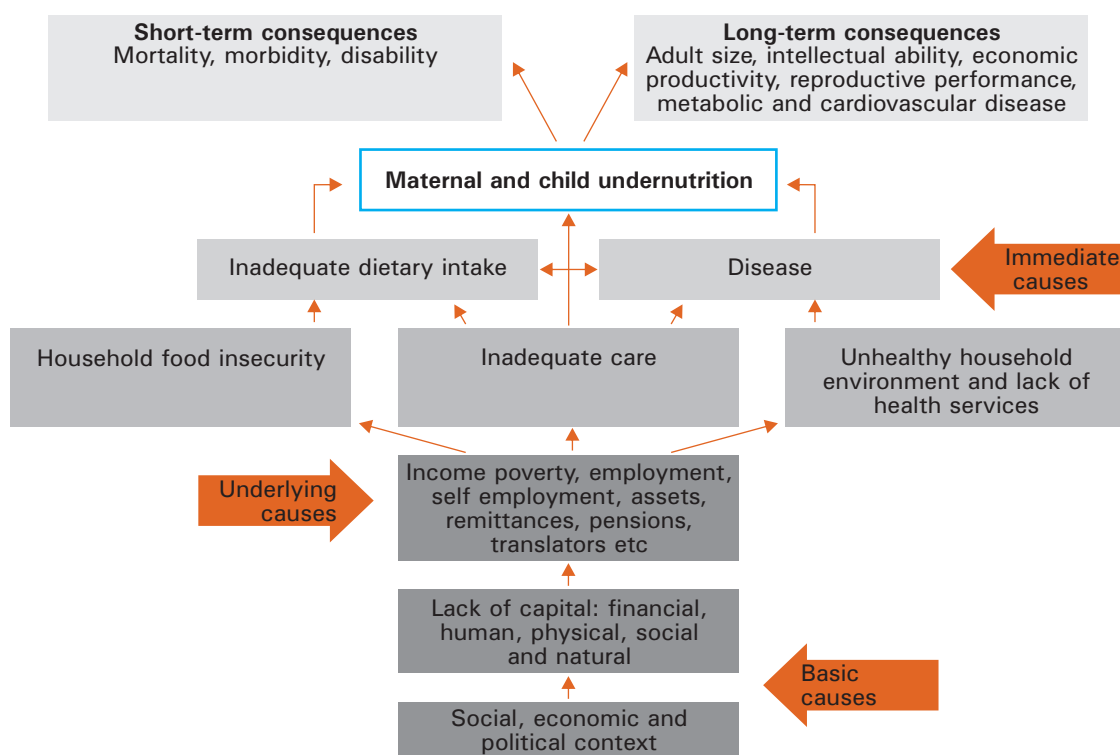 Short-term consequences
Mortality, morbidity, disability
Long-term consequences
Adult size, intellectual ability, economic
productivity, reproductive performance,
metabolic and cardiovascular disease
Maternal and child undernutrition
Inadequate dietary intake
Disease
Immediate
causes
Household food insecurity
Inadequate care
Unhealthy household
environment and lack of
health services
Underlying
causes
Income poverty, employment,
self employment, assets,
remittances, pensions,
translators etc
Lack of capital: financial,
human, physical, social
and natural
Basic
causes
Social, economic and
political context